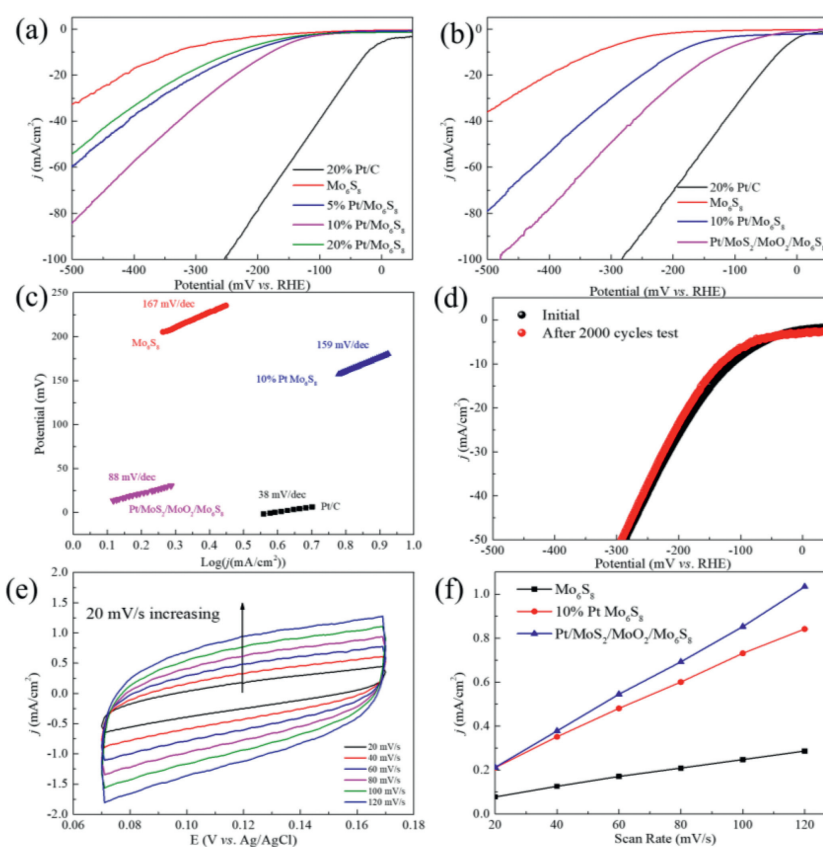 (a)
0
-20
-40
-60
-80
-100
j (mA/cm²)
-500 -400 -300 -200 -100 0
Potential (mV vs. RHE)
20% Pt/C
Mo₆S₈
5% Pt/Mo₆S₈
10% Pt/Mo₆S₈
20% Pt/Mo₆S₈
(b)
0
-20
-40
-60
-80
-100
j (mA/cm²)
-500 -400 -300 -200 -100 0
Potential (mV vs. RHE)
20% Pt/C
Mo₆S₈
10% Pt/Mo₆S₈
Pt/MoS₂/MoO₂/Mo₆S₈
(c)
250
225
200
175
150
125
100
75
50
25
0
Potential (mV)
167 mV/dec
Mo₆S₈
159 mV/dec
10% Pt Mo₆S₈
88 mV/dec
Pt/MoS₂/MoO₂/Mo₆S₈
38 mV/dec
Pt/C
0.0 0.1 0.2 0.3 0.4 0.5 0.6 0.7 0.8 0.9 1.0
Log(j(mA/cm²))
(d)
Initial
After 2000 cycles test
0
-10
-20
-30
-40
-50
j (mA/cm²)
-500 -400 -300 -200 -100 0
Potential (mV vs. RHE)
(e)
20 mV/s increasing
2.0
1.5
1.0
0.5
0.0
-0.5
-1.0
-1.5
-2.0
j (mA/cm²)
20 mV/s
40 mV/s
60 mV/s
80 mV/s
100 mV/s
120 mV/s
0.06 0.08 0.10 0.12 0.14 0.16 0.18
E (V vs. Ag/AgCl)
(f)
Mo₆S₈
10% Pt Mo₆S₈
Pt/MoS₂/MoO₂/Mo₆S₈
1.0
0.8
0.6
0.4
0.2
0.0
j (mA/cm²)
20 40 60 80 100 120
Scan Rate (mV/s)